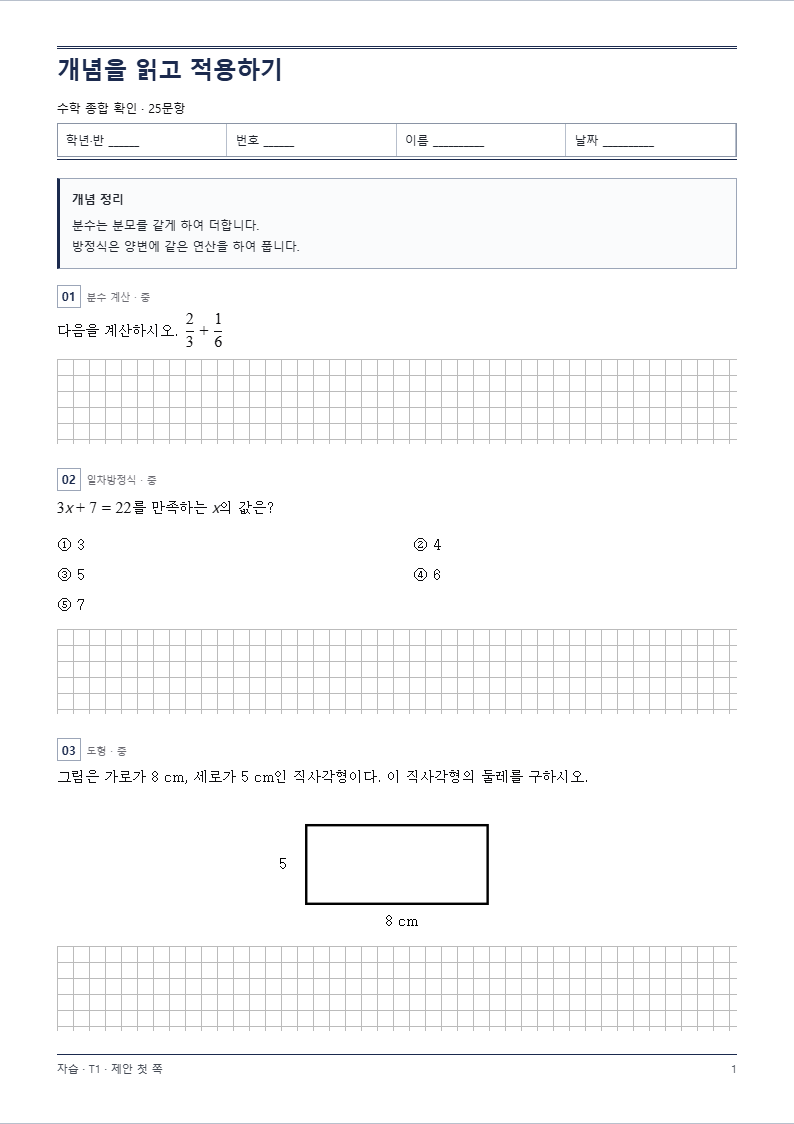 개념을 읽고 적용하기
수학 종합 확인 · 25문항
학년·반 _____ 번호 _____ 이름 ________ 날짜 ________
개념 정리
분수는 분모를 같게 하여 더합니다.
방정식은 양변에 같은 연산을 하여 풉니다.
01 분수 계산 · 중
다음을 계산하시오. 2/3 + 1/6
02 일차방정식 · 중
3x + 7 = 22를 만족하는 x의 값은?
① 3 ② 4
③ 5 ④ 6
⑤ 7
03 도형 · 중
그림은 가로가 8 cm, 세로가 5 cm인 직사각형이다. 이 직사각형의 둘레를 구하시오.
5
8 cm
자습 · T1 · 제안 첫 쪽 1